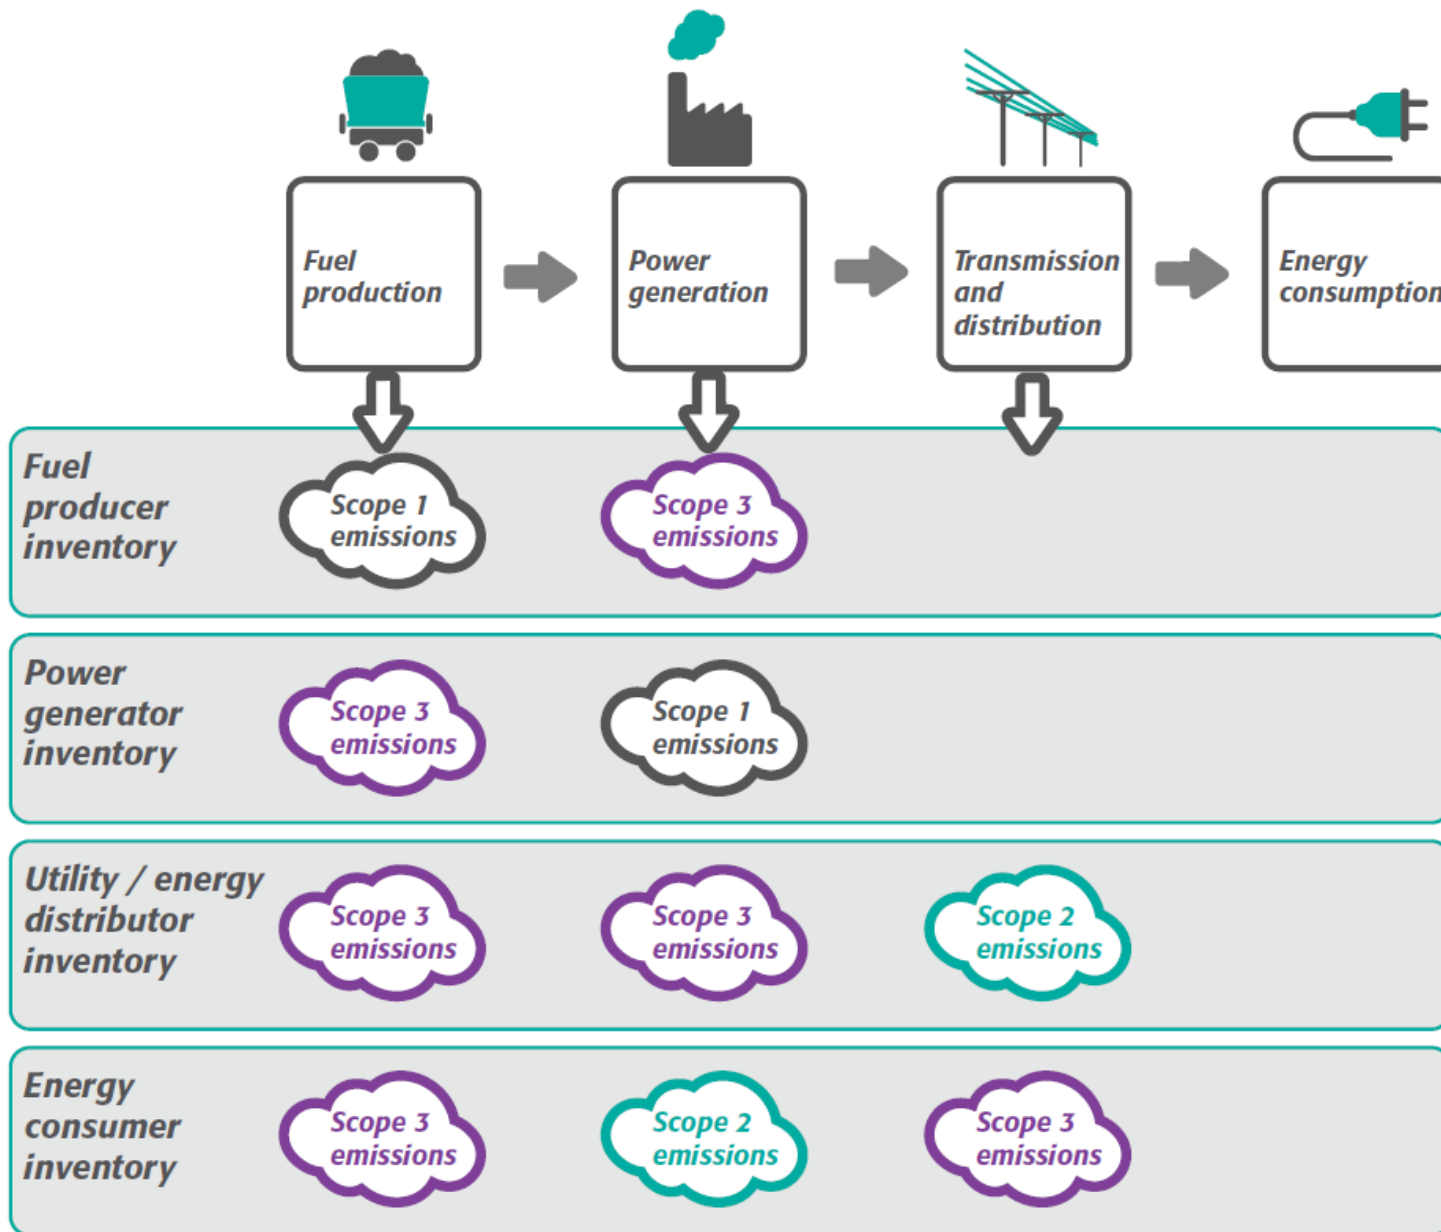 Fuel
production
Power
generation
Transmission
and
distribution
Energy
consumption
Fuel
producer
inventory
Scope 1
emissions
Scope 3
emissions
Power
generator
inventory
Scope 3
emissions
Scope 1
emissions
Utility / energy
distributor
inventory
Scope 3
emissions
Scope 3
emissions
Scope 2
emissions
Energy
consumer
inventory
Scope 3
emissions
Scope 2
emissions
Scope 3
emissions